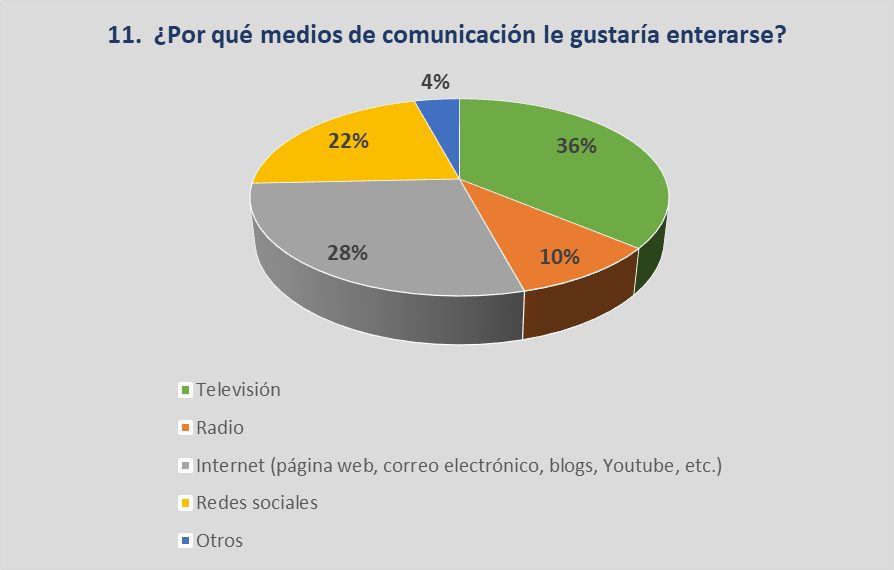 11. ¿Por qué medios de comunicación le gustaría enterarse?
4%
36%
22%
28%
10%
Televisión
Radio
Internet (página web, correo electrónico, blogs, Youtube, etc.)
Redes sociales
Otros